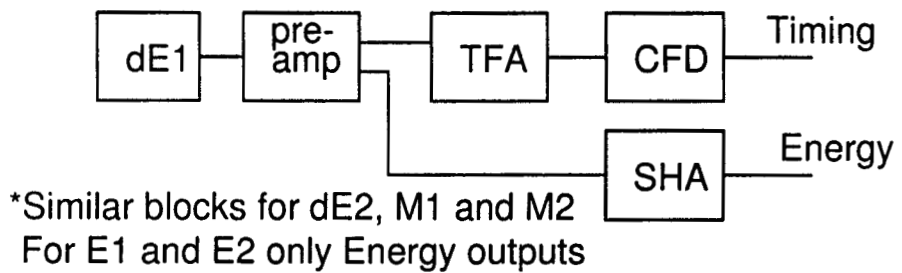 dE1
pre-
amp
TFA
CFD
Timing
SHA
Energy
*Similar blocks for dE2, M1 and M2
For E1 and E2 only Energy outputs